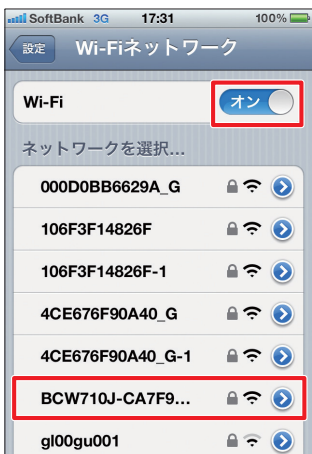 SoftBank 3G 17:31 100%
設定 Wi-Fiネットワーク
Wi-Fi オン
ネットワークを選択...
000D0BB6629A_G
106F3F14826F
106F3F14826F-1
4CE676F90A40_G
4CE676F90A40_G-1
BCW710J-CA7F9...
gl00gu001